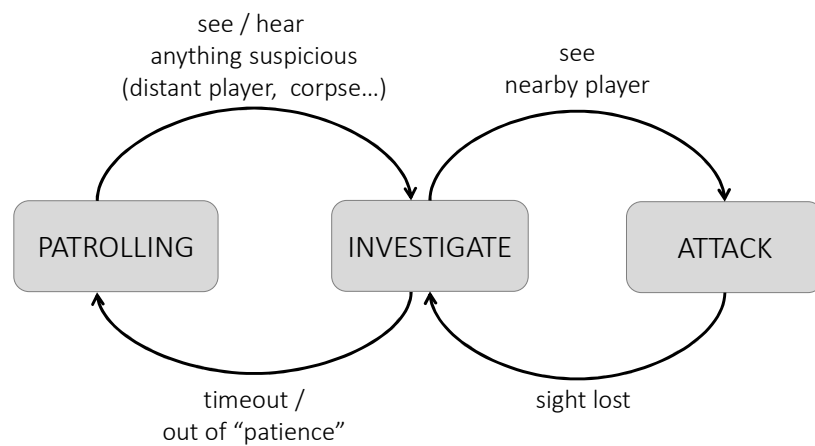 see / hear
anything suspicious
(distant player, corpse…)
see
nearby player
PATROLLING
INVESTIGATE
ATTACK
timeout /
out of “patience”
sight lost